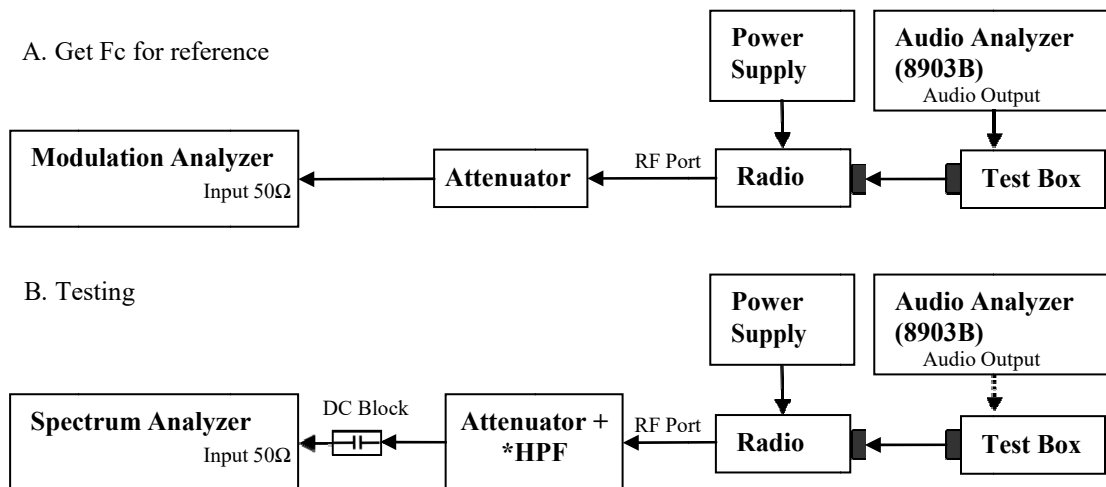 A. Get Fc for reference
Power
Supply
Audio Analyzer
(8903B)
Audio Output
Modulation Analyzer
Input 50Ω
Attenuator
RF Port
Radio
Test Box
B. Testing
Power
Supply
Audio Analyzer
(8903B)
Audio Output
Spectrum Analyzer
Input 50Ω
DC Block
Attenuator +
*HPF
RF Port
Radio
Test Box